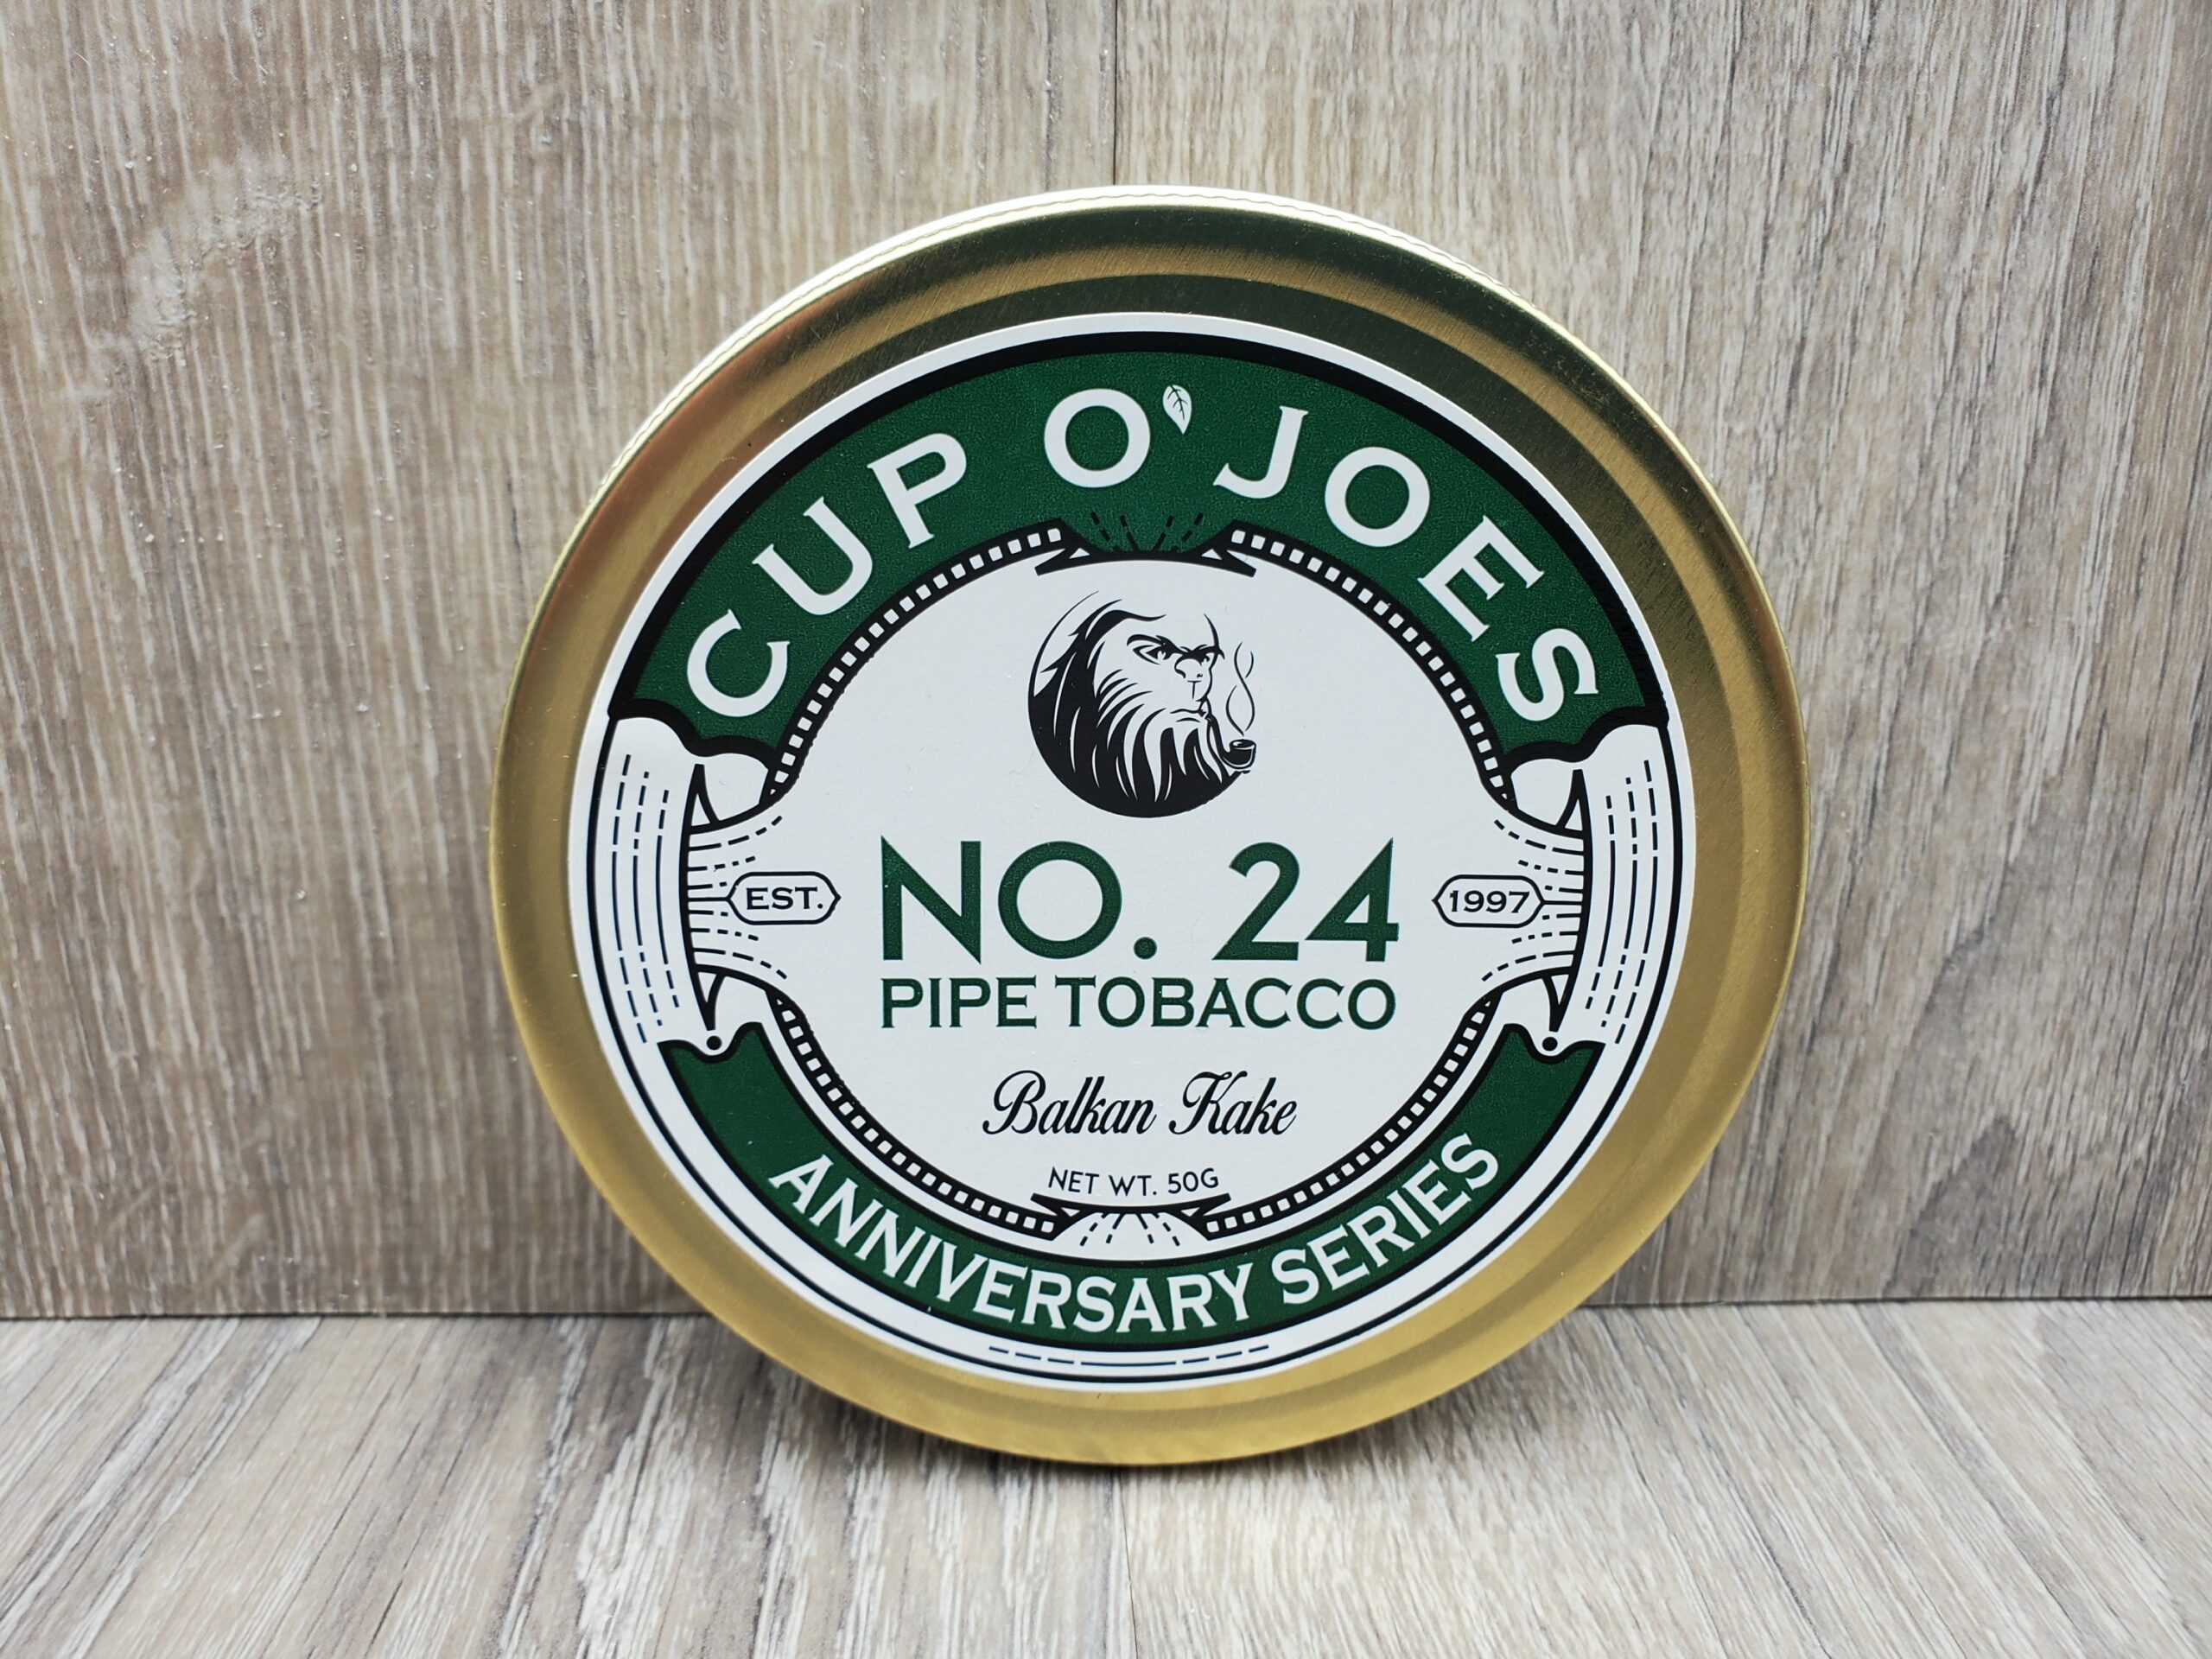 CUP O' JOES
EST.
NO. 24
1997
PIPE TOBACCO
Balkan Kake
NET WT. 50G
ANNIVERSARY SERIES